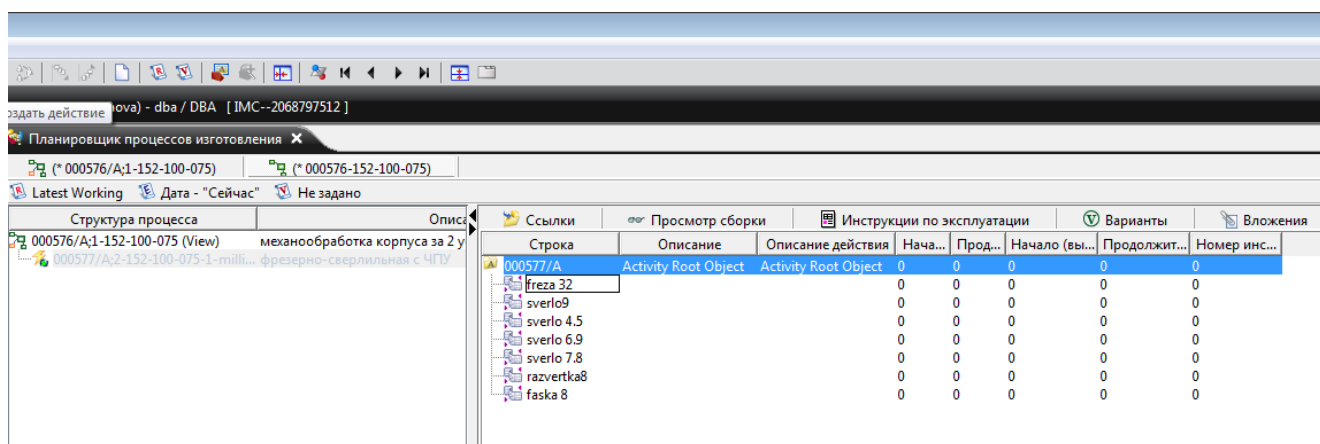 оздать действие
ova) - dba / DBA [ IMC--2068797512 ]
Планировщик процессов изготовления
(* 000576/A;1-152-100-075) (* 000576-152-100-075)
Latest Working Дата - "Сейчас" Не задано
Структура процессаОписа Ссылки Просмотр сборки Инструкции по эксплуатации Варианты Вложения
Строка Описание Описание действия Нача... Прод... Начало (вы... Продолжит... Номер инс...
000576/A;1-152-100-075 (View) механообработка корпуса за 2 у
000577/A;2-152-100-075-1-milli... фрезерно-сверлильная с ЧПУ
000577/A Activity Root Object Activity Root Object 0 0 0 0 0
freza 32 0 0 0 0 0
sverlo9 0 0 0 0 0
sverlo 4.5 0 0 0 0 0
sverlo 6.9 0 0 0 0 0
sverlo 7.8 0 0 0 0 0
razvertka8 0 0 0 0 0
faska 8 0 0 0 0 0